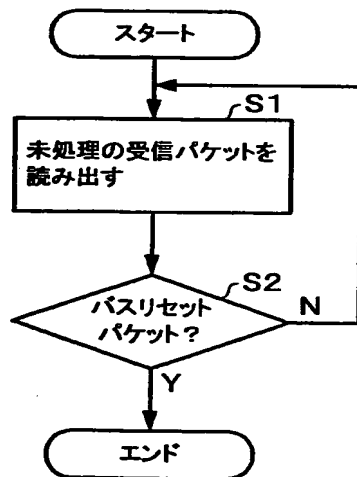 スタート
S1
未処理の受信パケットを
読み出す
S2
バスリセット
パケット?
N
Y
エンド